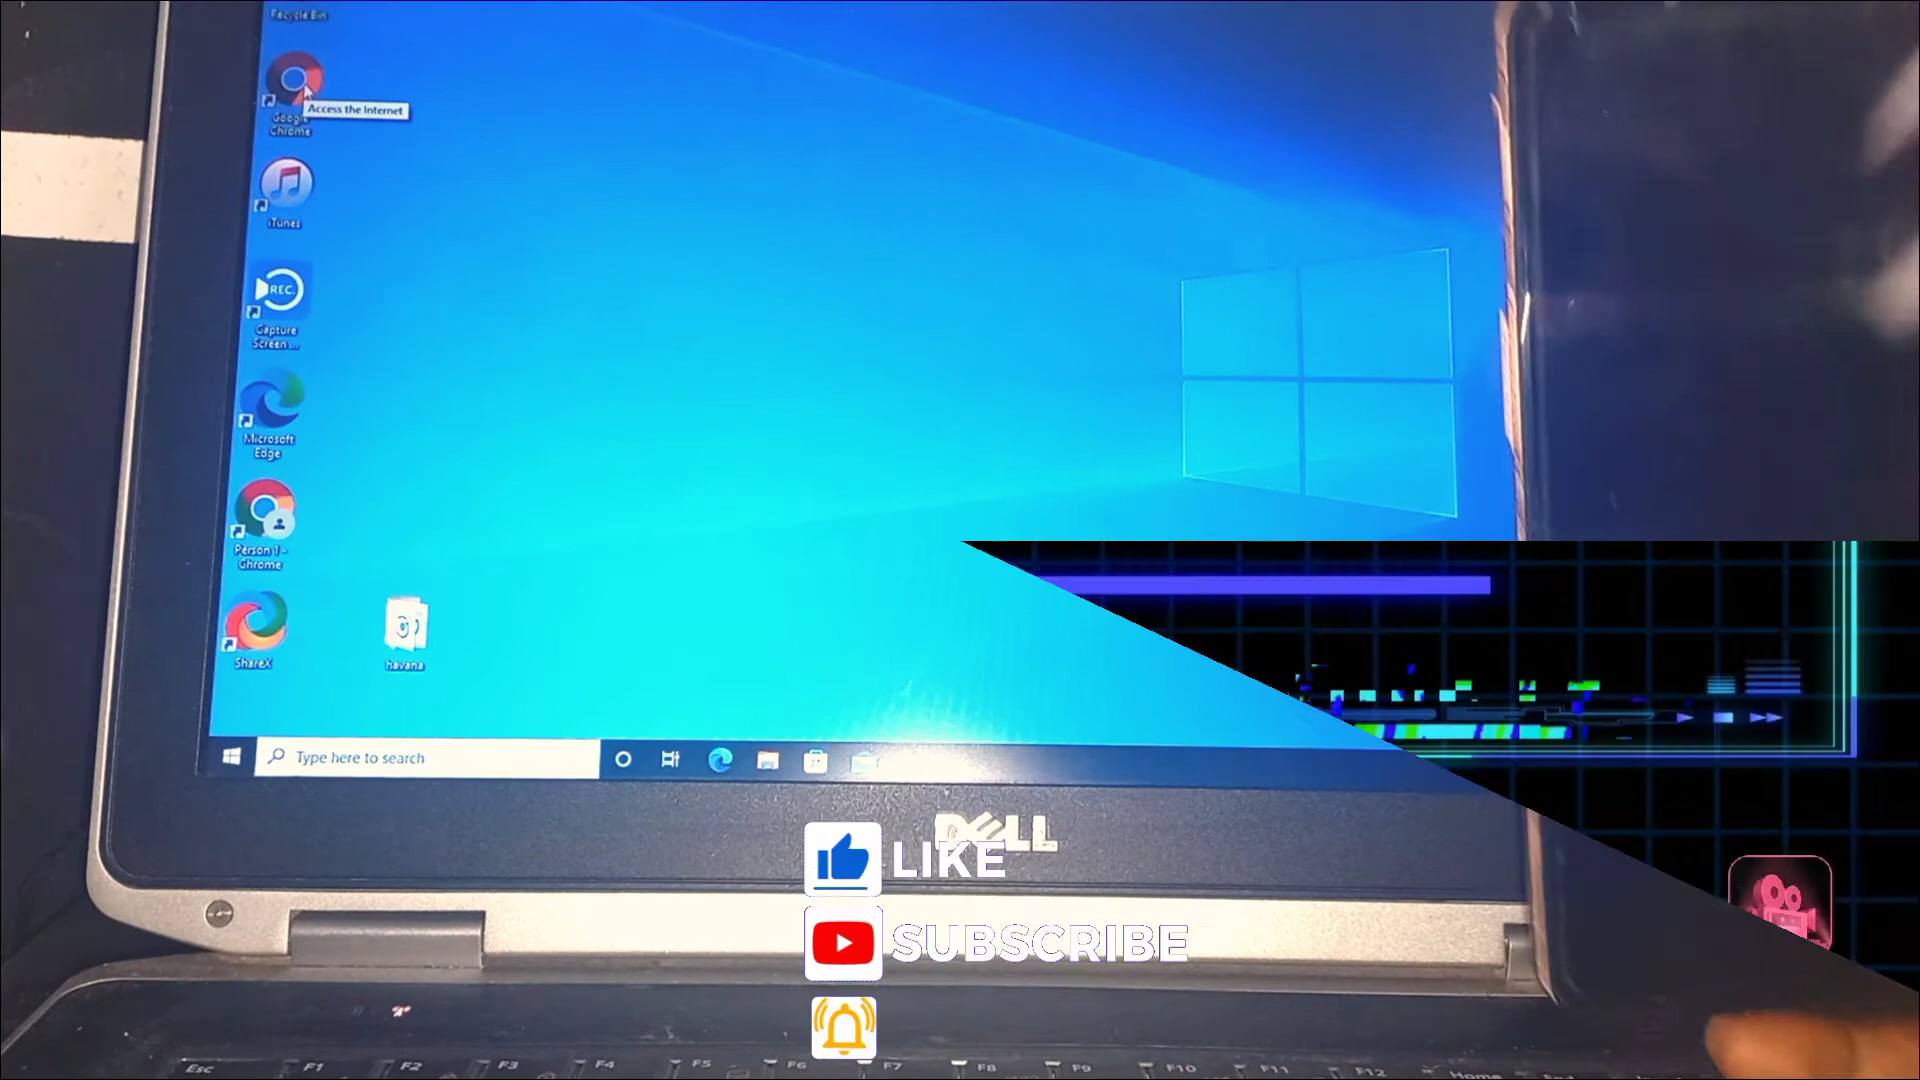 Recycle Bin
Access the Internet
Google
Chrome
iTunes
REC.
Capture
Screen ...
Microsoft
Edge
Person 1 -
Chrome
ShareX
havana
Type here to search
DELL
LIKE
SUBSCRIBE
Esc
F1
F2
F3
F4
F5
F6
F7
F8
F9
F10
F11
F12
Home
End